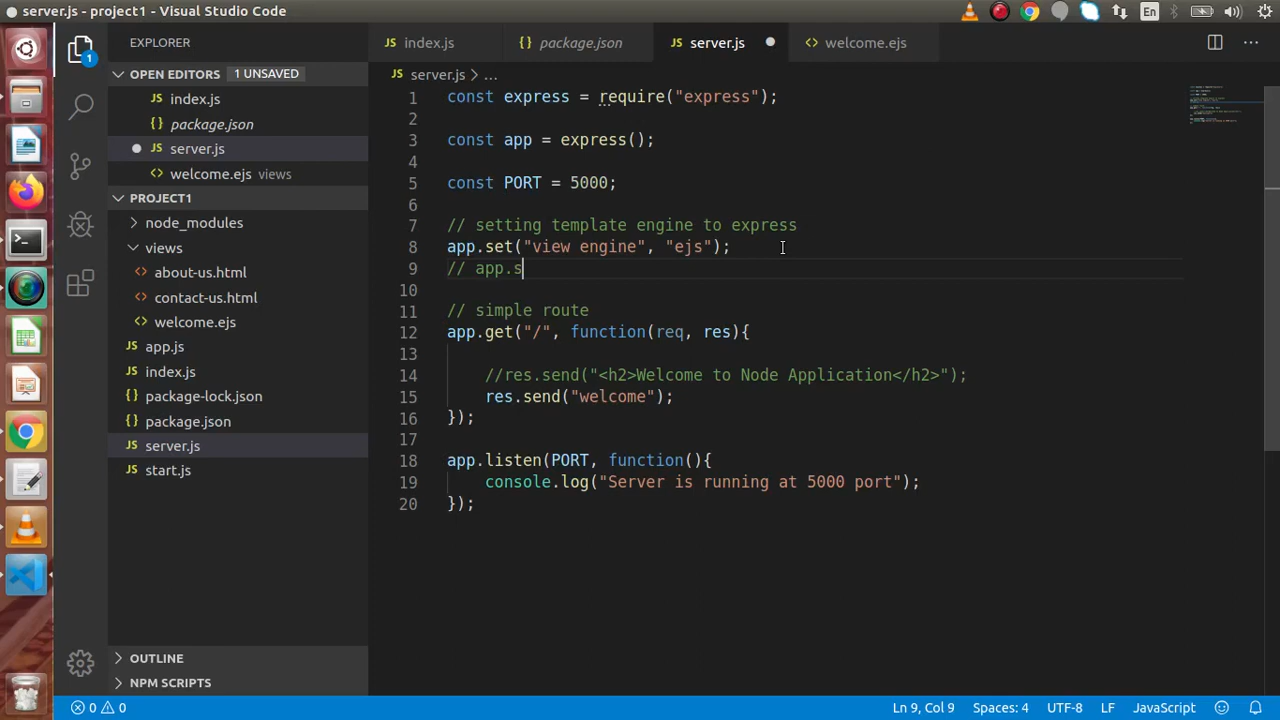 server.js - project1 - Visual Studio Code
En
EXPLORER
index.js
package.json
server.js
welcome.ejs
OPEN EDITORS 1 UNSAVED
JS index.js
{} package.json
JS server.js
<> welcome.ejs views
PROJECT1
node_modules
views
<> about-us.html
<> contact-us.html
<> welcome.ejs
JS app.js
JS index.js
{} package-lock.json
JS package.json
JS server.js
JS start.js
OUTLINE
NPM SCRIPTS
1
JS server.js > ...
1 const express = require("express");
2
3 const app = express();
4
5 const PORT = 5000;
6
7 // setting template engine to express
8 app.set("view engine", "ejs");
9 // app.s
10
11 // simple route
12 app.get("/", function(req, res){
13
14 //res.send("<h2>Welcome to Node Application</h2>");
15 res.send("welcome");
16 });
17
18 app.listen(PORT, function(){
19 console.log("Server is running at 5000 port");
20 });
0 0
Ln 9, Col 9 Spaces: 4 UTF-8 LF JavaScript